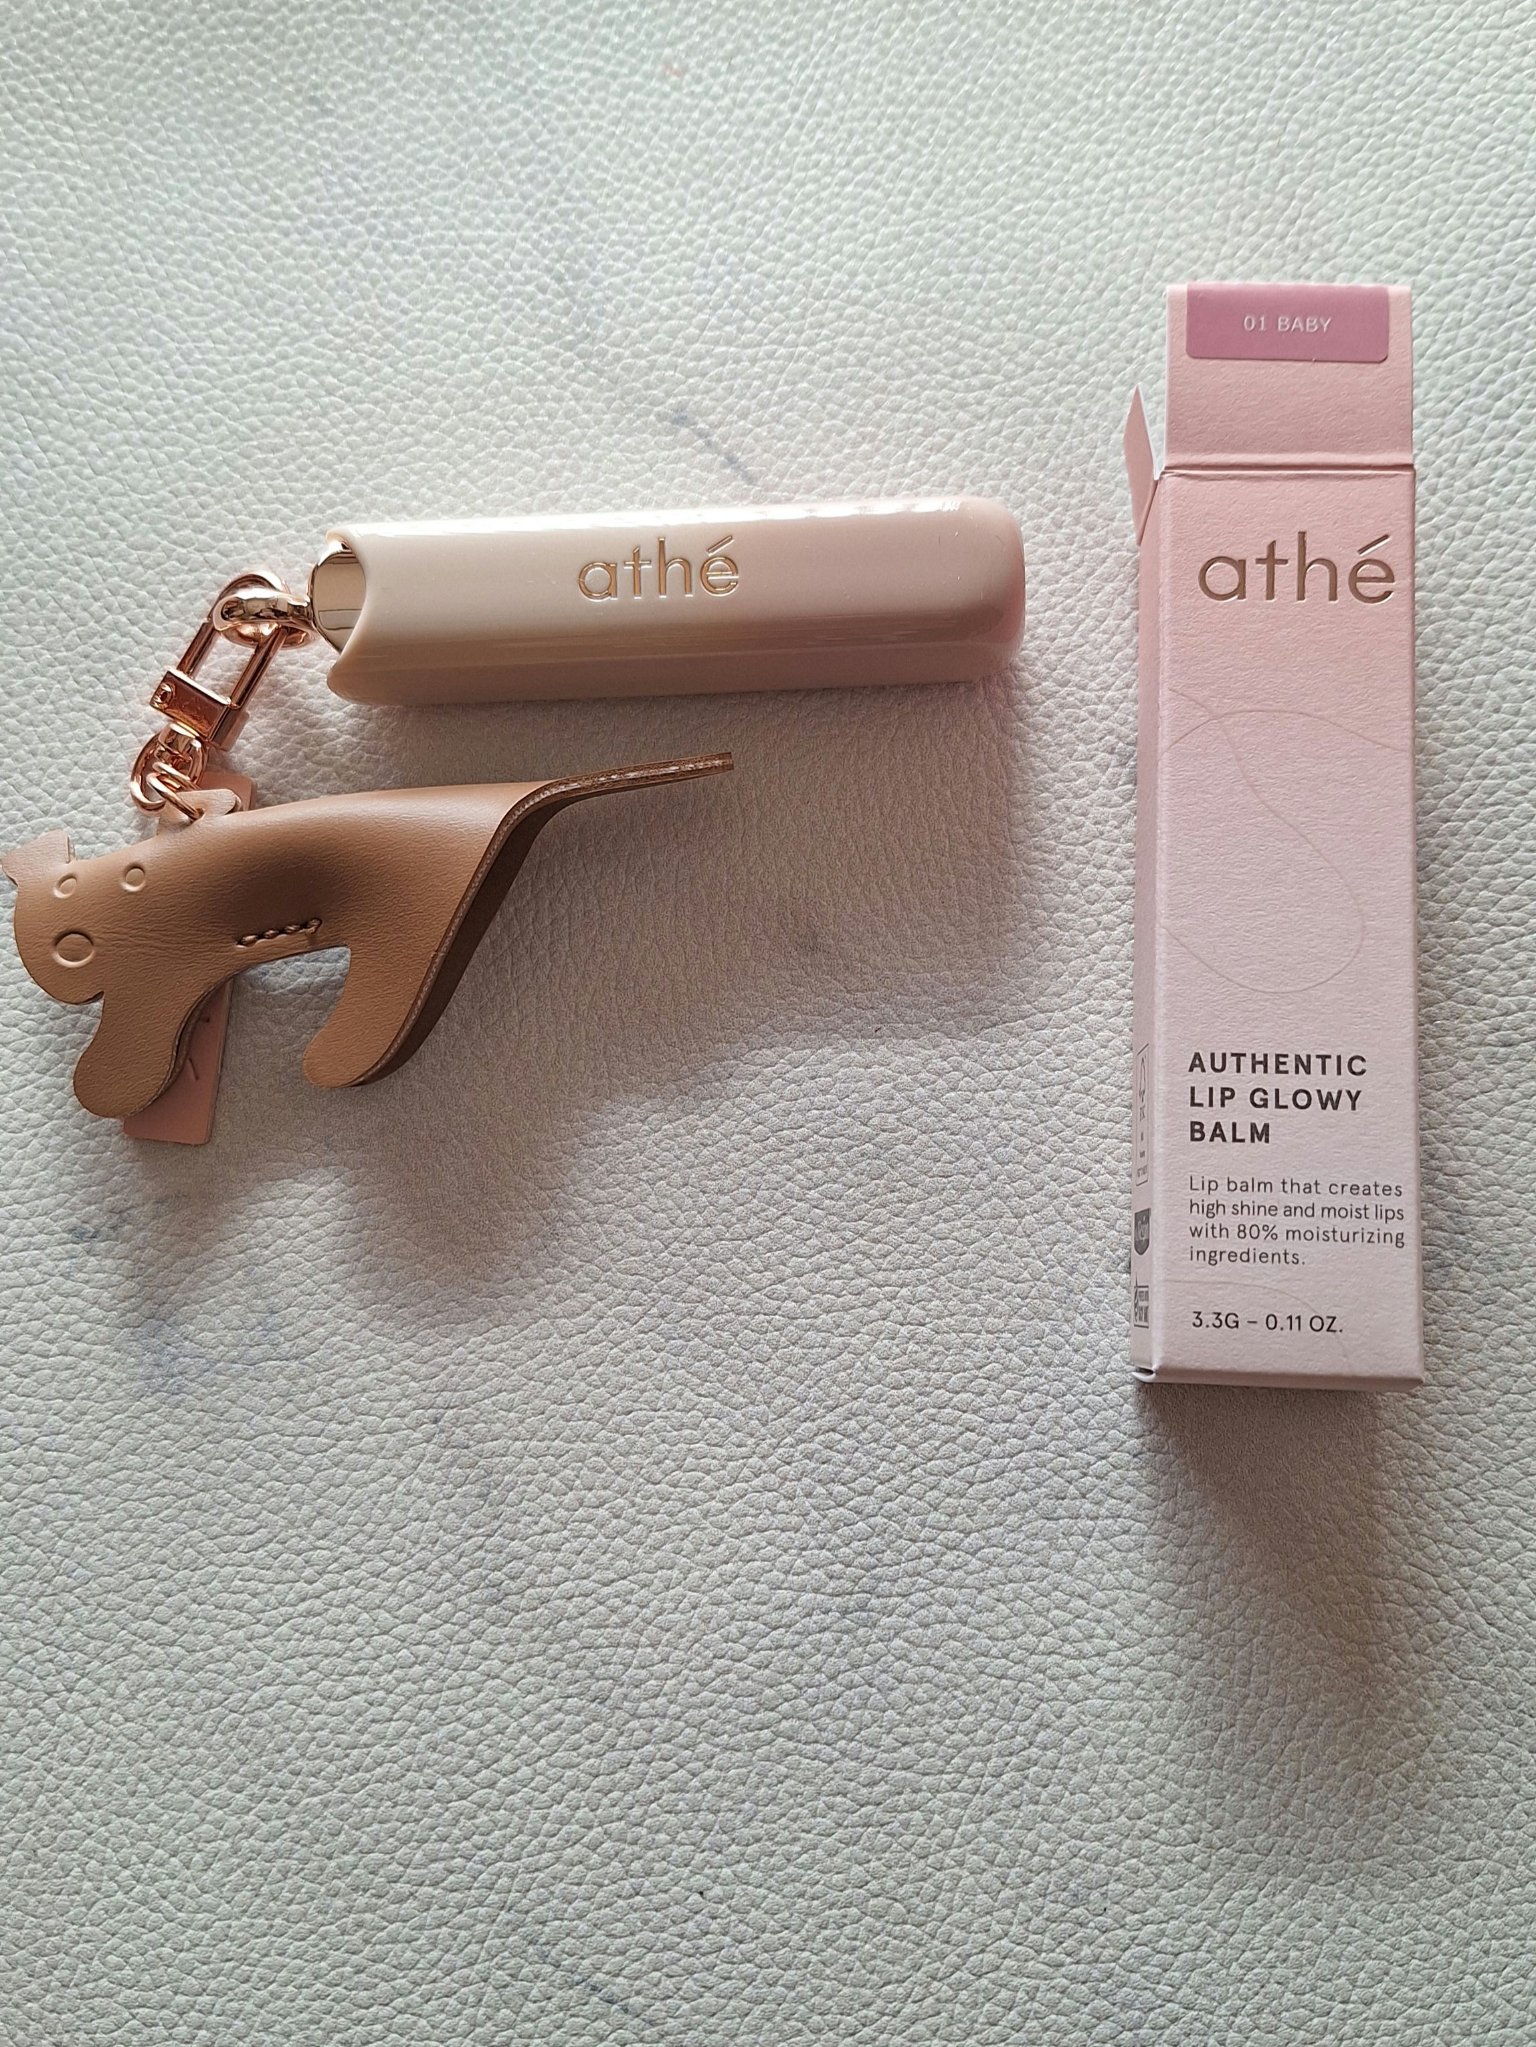 athé
01 BABY
athé
AUTHENTIC
LIP GLOWY
BALM
Lip balm that creates
high shine and moist lips
with 80% moisturizing
ingredients.
3.3G – 0.11 OZ.